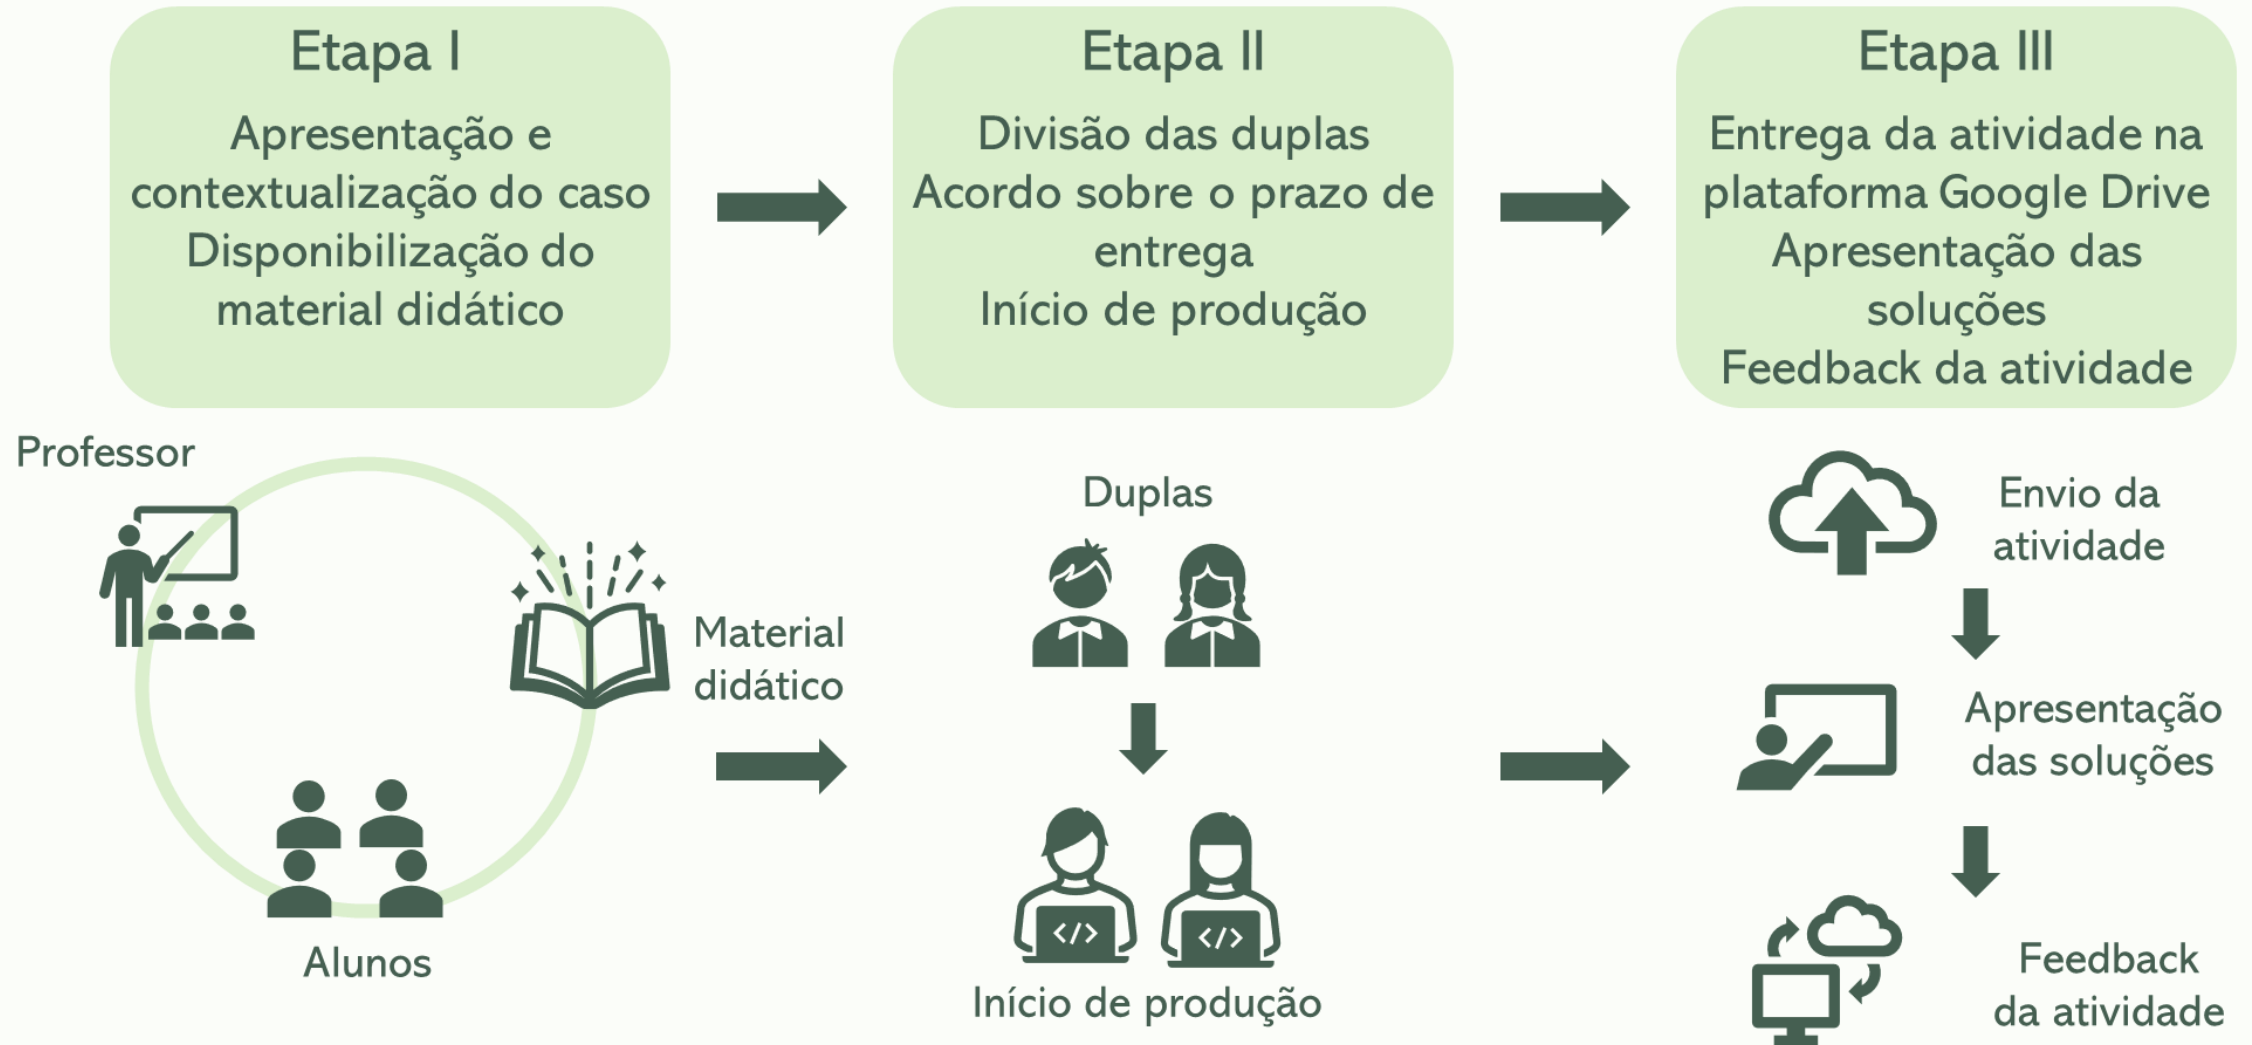 Etapa I
Apresentação e
contextualização do caso
Disponibilização do
material didático
Etapa II
Divisão das duplas
Acordo sobre o prazo de
entrega
Início de produção
Etapa III
Entrega da atividade na
plataforma Google Drive
Apresentação das
soluções
Feedback da atividade
Professor
Material
didático
Alunos
Duplas
</>
</>
Início de produção
Envio da
atividade
Apresentação
das soluções
Feedback
da atividade